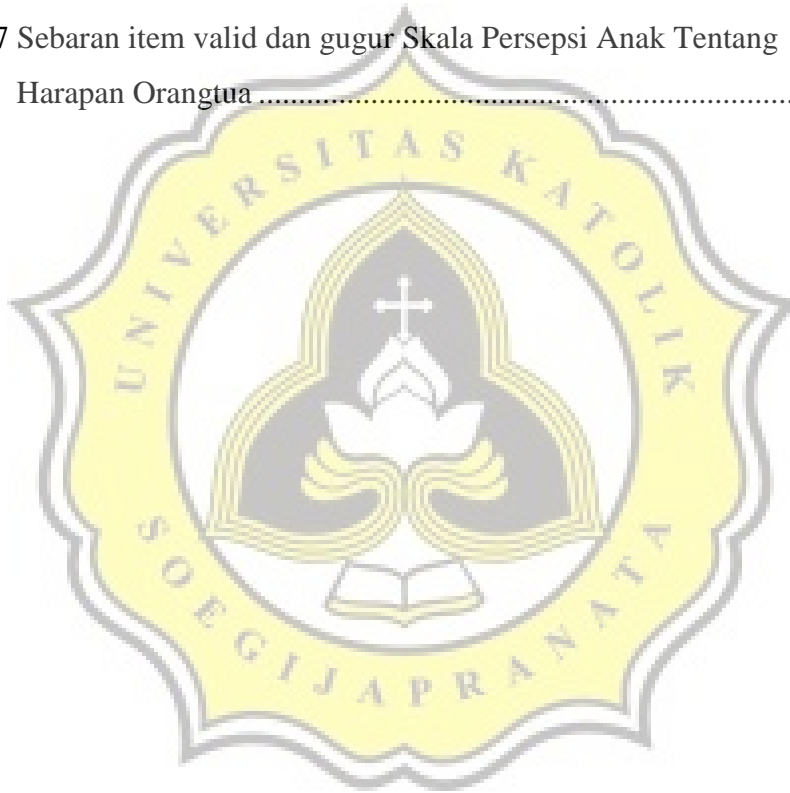 7 Sebaran item valid dan gugur Skala Persepsi Anak Tentang
Harapan Orangtua ....................................................................
UNIVERSITAS KATOLIK
SOEGIJAPRANATA